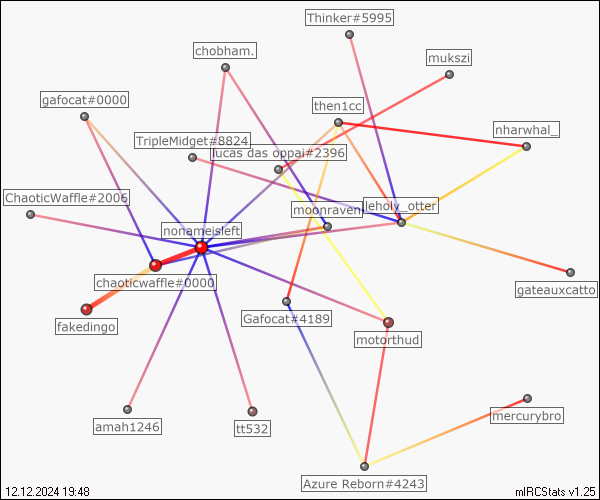 Thinker#5995
chobham.
mukszi
gafocat#0000
then1cc
nharwhal_
TripleMidget#8824
lucas das oppai#2396
ChaoticWaffle#2006
moonraven
leholy_otter
nonameisleft
chaoticwaffle#0000
gateauxcatto
fakedingo
Gafocat#4189
motorthud
mercurybro
amah1246
tt532
Azure Reborn#4243
12.12.2024 19:48
mIRCStats v1.25